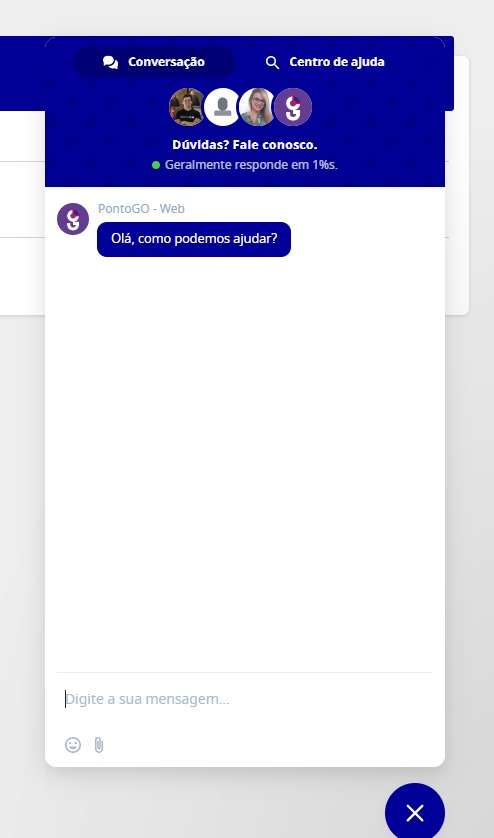 Conversação
Centro de ajuda
Dúvidas? Fale conosco.
Geralmente responde em 1%s.
PontoGO - Web
Olá, como podemos ajudar?
Digite a sua mensagem...